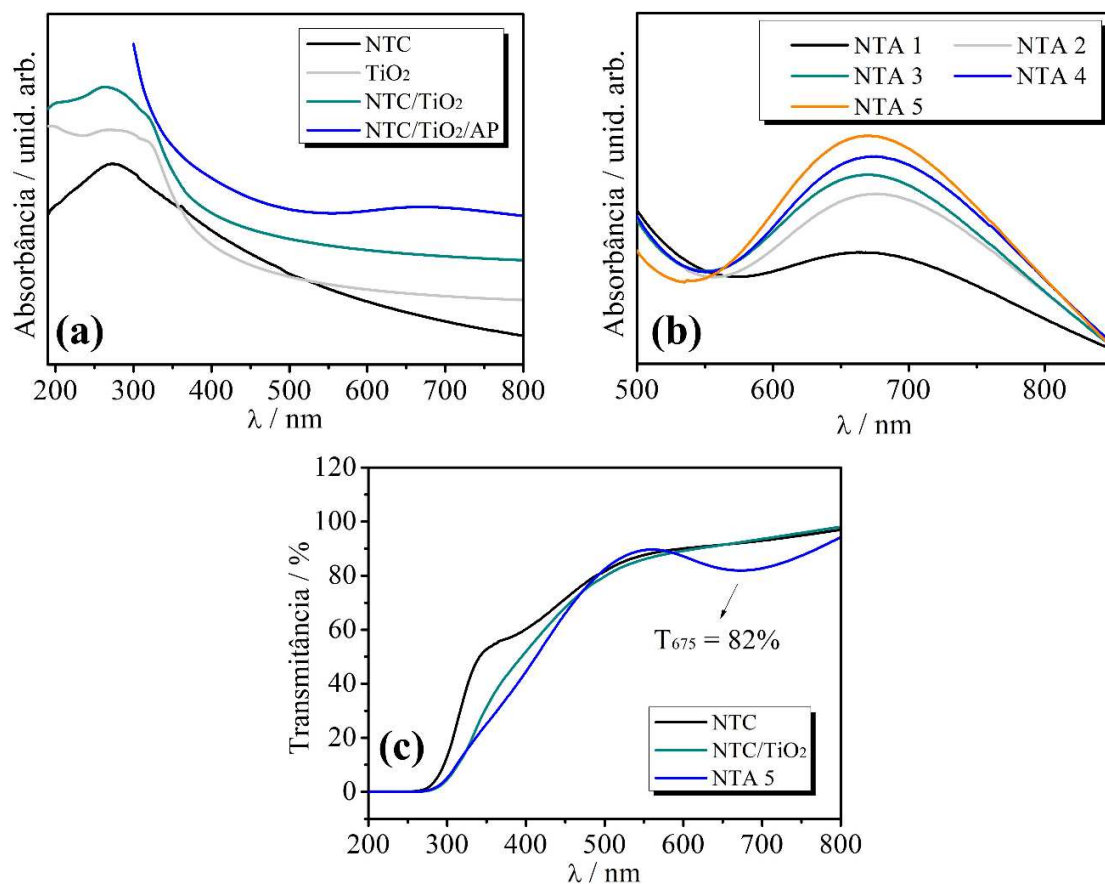 NTC
TiO₂
NTC/TiO₂
NTC/TiO₂/AP
Absorbância / unid. arb.
(a)
200 300 400 500 600 700 800
λ / nm
NTA 1 NTA 2
NTA 3 NTA 4
NTA 5
Absorbância / unid. arb.
(b)
500 600 700 800
λ / nm
120
100
80
60
40
20
0
Transmitância / %
T₆₇₅ = 82%
(c)
NTC
NTC/TiO₂
NTA 5
200 300 400 500 600 700 800
λ / nm